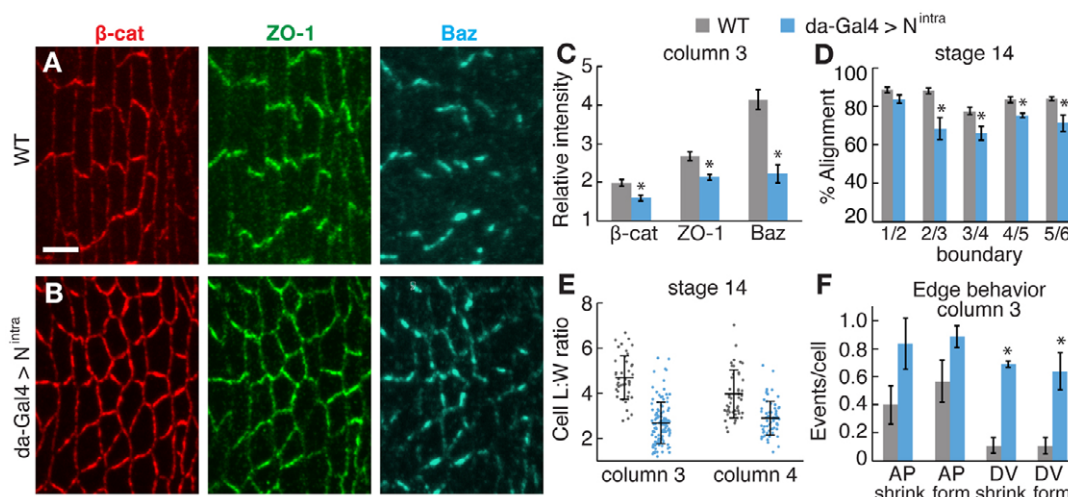 β-cat ZO-1 Baz
WT da-Gal4 > N intra
A
WT
B
da-Gal4 > N intra
C column 3
Relative intensity
5
4
3
2
1
β-cat ZO-1 Baz
* * *
D stage 14
% Alignment
100
80
60
40
20
1/2 2/3 3/4 4/5 5/6
boundary
* * * *
E stage 14
Cell L:W ratio
8
6
4
2
column 3 column 4
F Edge behavior
column 3
Events/cell
1.0
0.8
0.6
0.4
0.2
0
AP AP DV DV
shrink form shrink form
* *